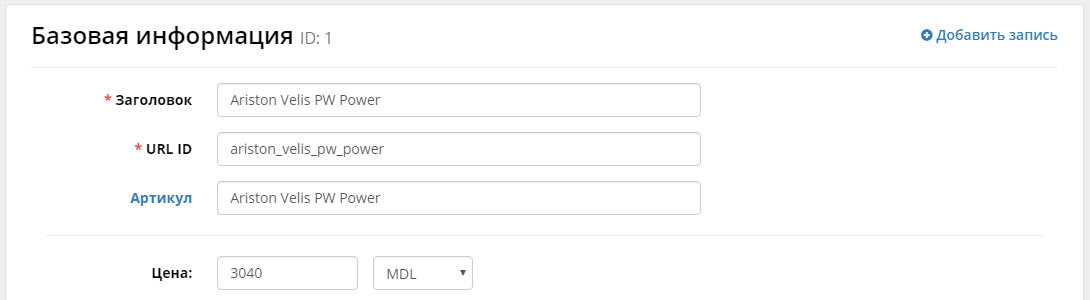 Базовая информация ID: 1
Добавить запись
* Заголовок Ariston Velis PW Power
* URL ID ariston_velis_pw_power
Артикул Ariston Velis PW Power
Цена: 3040 MDL